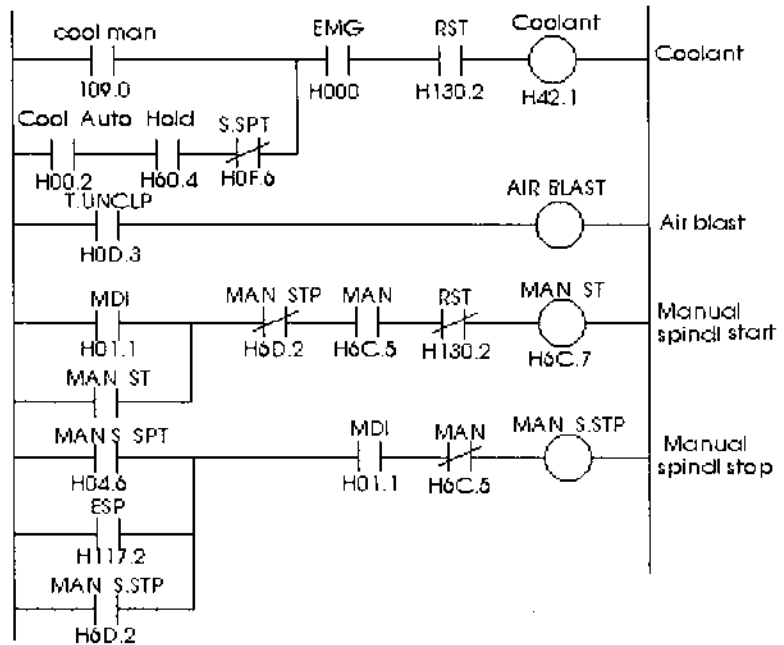 cool man EMG RST Coolant
Coolant
109.0 H000 H130.2 H42.1
Cool Auto Hold S.SPT
H00.2 H60.4 H0F.6
T.UNCLP AIR BLAST
Air blast
H0D.3
MDI MAN STP MAN RST MAN ST
Manual
spindl start
H01.1 H6D.2 H6C.5 H130.2 H6C.7
MAN ST
MAN S SPT MDI MAN MAN S.STP
Manual
spindl stop
H04.6 H01.1 H6C.5
ESP
H117.2
MAN S.STP
H6D.2